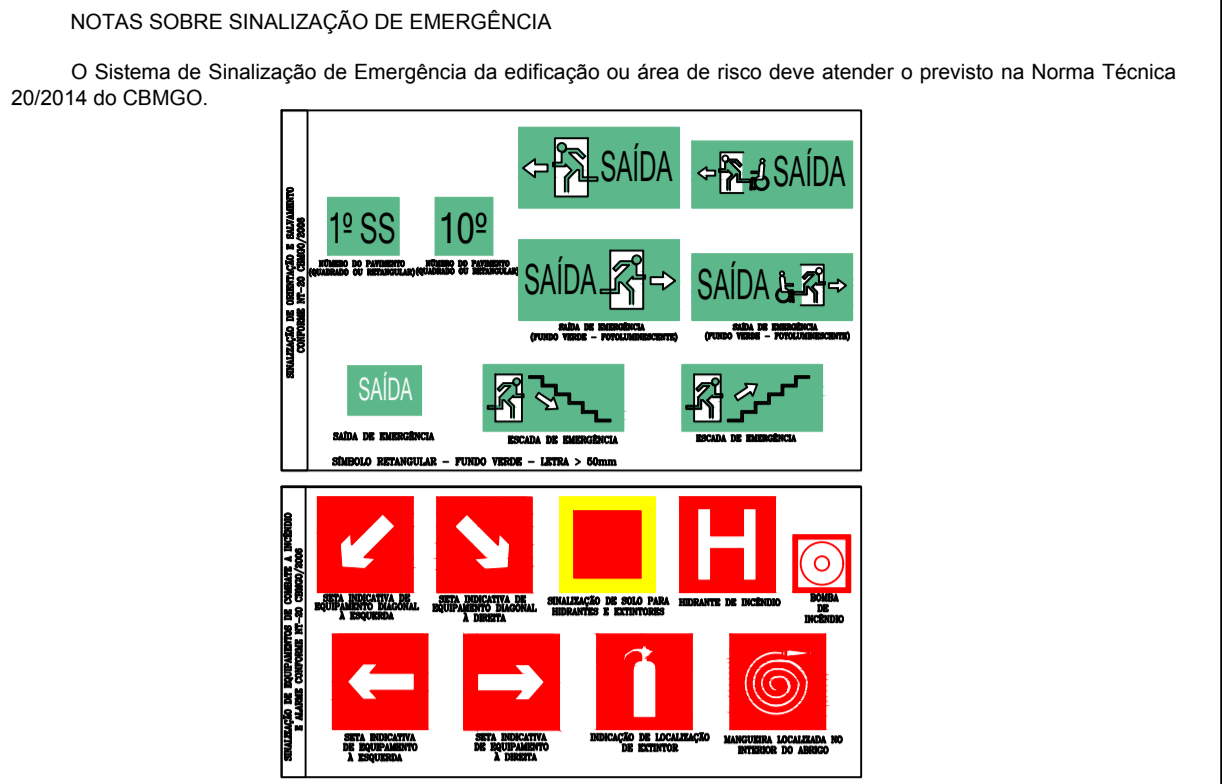 NOTAS SOBRE SINALIZAÇÃO DE EMERGÊNCIA
O Sistema de Sinalização de Emergência da edificação ou área de risco deve atender o previsto na Norma Técnica
20/2014 do CBMGO.
SINALIZAÇÃO DE ORIENTAÇÃO E SALVAMENTO
CONFORME NT-20 CBMGO/2006
SAÍDA
SAÍDA
1º SS
10º
NÚMERO DO PAVIMENTO
(QUADRADO OU RETANGULAR)
NÚMERO DO PAVIMENTO
(QUADRADO OU RETANGULAR)
SAÍDA
SAÍDA
SAÍDA DE EMERGÊNCIA
(FUNDO VERDE - FOTOLUMINESCENTE)
SAÍDA DE EMERGÊNCIA
(FUNDO VERDE - FOTOLUMINESCENTE)
SAÍDA
SAÍDA DE EMERGÊNCIA
ESCADA DE EMERGÊNCIA
ESCADA DE EMERGÊNCIA
SÍMBOLO RETANGULAR - FUNDO VERDE - LETRA > 50mm
SINALIZAÇÃO DE EQUIPAMENTOS DE COMBATE A INCÊNDIO
E ALARME CONFORME NT-20 CBMGO/2006
SETA INDICATIVA DE
EQUIPAMENTO DIAGONAL
À ESQUERDA
SETA INDICATIVA DE
EQUIPAMENTO DIAGONAL
À DIREITA
SINALIZAÇÃO DE SOLO PARA
HIDRANTES E EXTINTORES
H
HIDRANTE DE INCÊNDIO
BOMBA
DE
INCÊNDIO
SETA INDICATIVA
DE EQUIPAMENTO
À ESQUERDA
SETA INDICATIVA
DE EQUIPAMENTO
À DIREITA
INDICAÇÃO DE LOCALIZAÇÃO
DE EXTINTOR
MANGUEIRA LOCALIZADA NO
INTERIOR DO ABRIGO